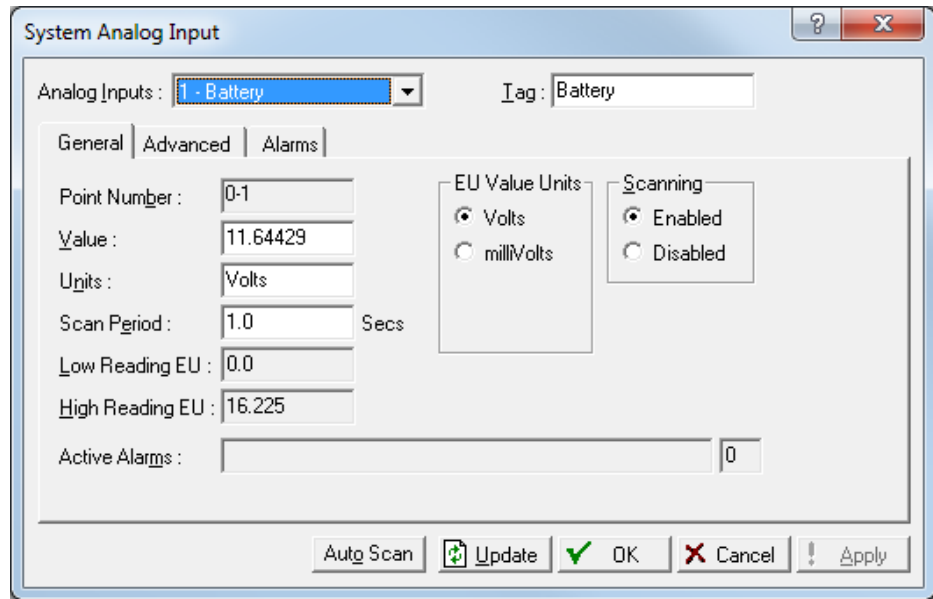 System Analog Input
?
Analog Inputs : 1 - Battery Tag : Battery
General Advanced Alarms
Point Number : 0-1
Value : 11.64429
Units : Volts
Scan Period : 1.0 Secs
Low Reading EU : 0.0
High Reading EU : 16.225
EU Value Units
Volts
milliVolts
Scanning
Enabled
Disabled
Active Alarms : 0
Auto Scan Update OK Cancel ! Apply